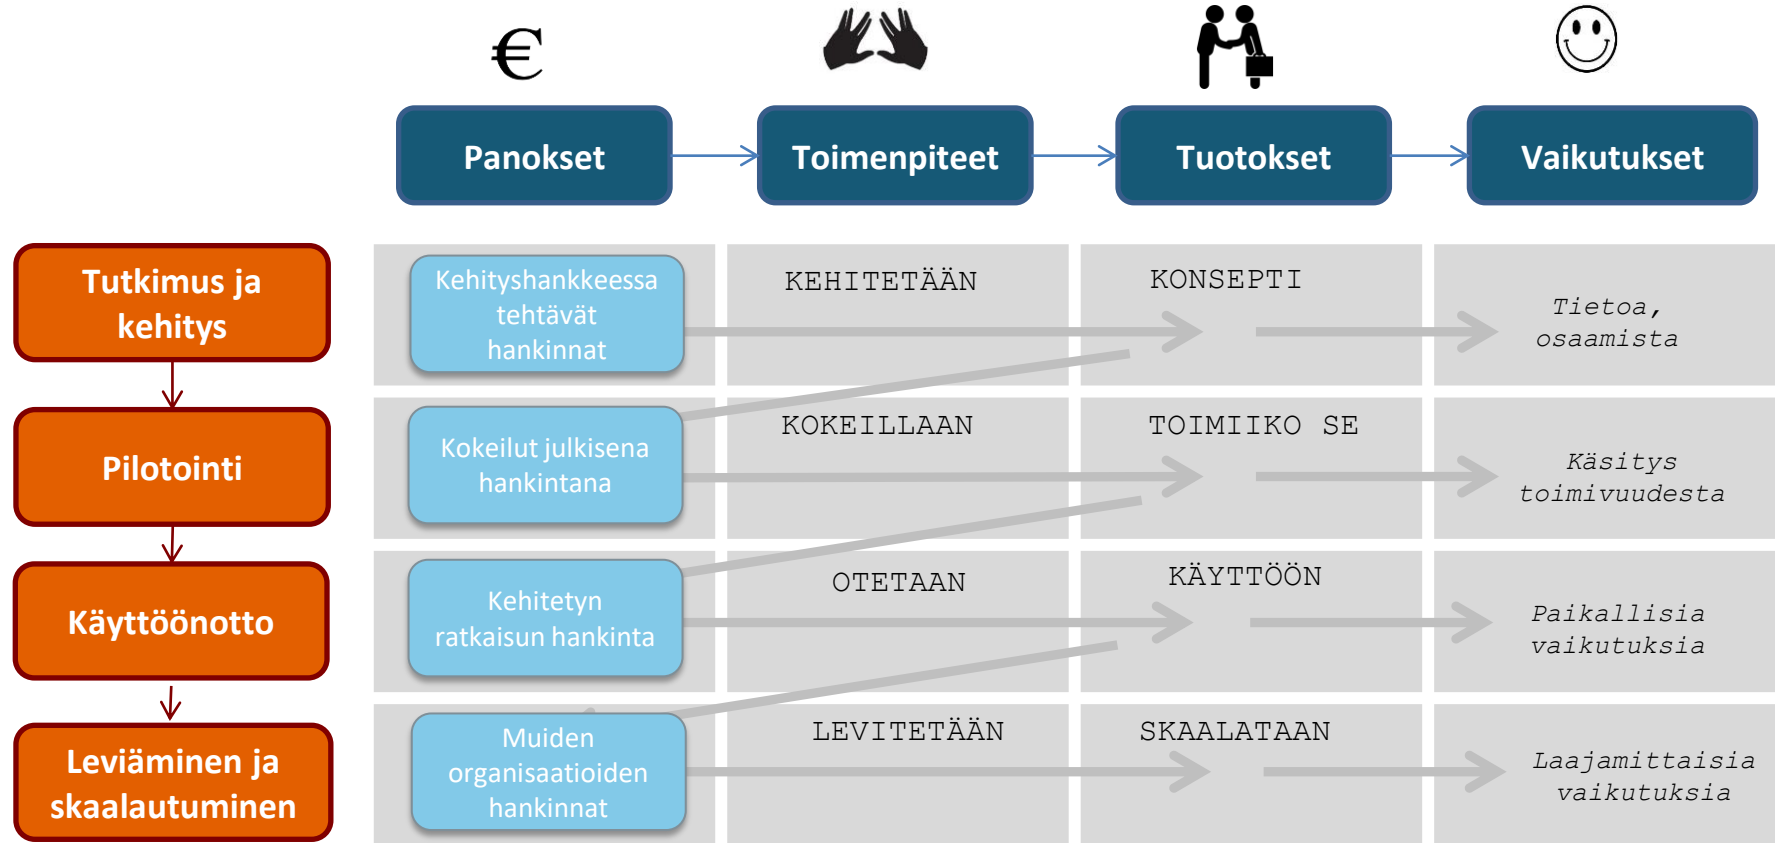 €
Panokset
Toimenpiteet
Tuotokset
Vaikutukset
Tutkimus ja
kehitys
Kehityshankkeessa
tehtävät
hankinnat
KEHITETÄÄN
KONSEPTI
Tietoa,
osaamista
Pilotointi
Kokeilut julkisena
hankintana
KOKEILLAAN
TOIMIIKO SE
Käsitys
toimivuudesta
Käyttöönotto
Kehitetyn
ratkaisun hankinta
OTETAAN
KÄYTTÖÖN
Paikallisia
vaikutuksia
Leviäminen ja
skaalautuminen
Muiden
organisaatioiden
hankinnat
LEVITETÄÄN
SKAALATAAN
Laajamittaisia
vaikutuksia